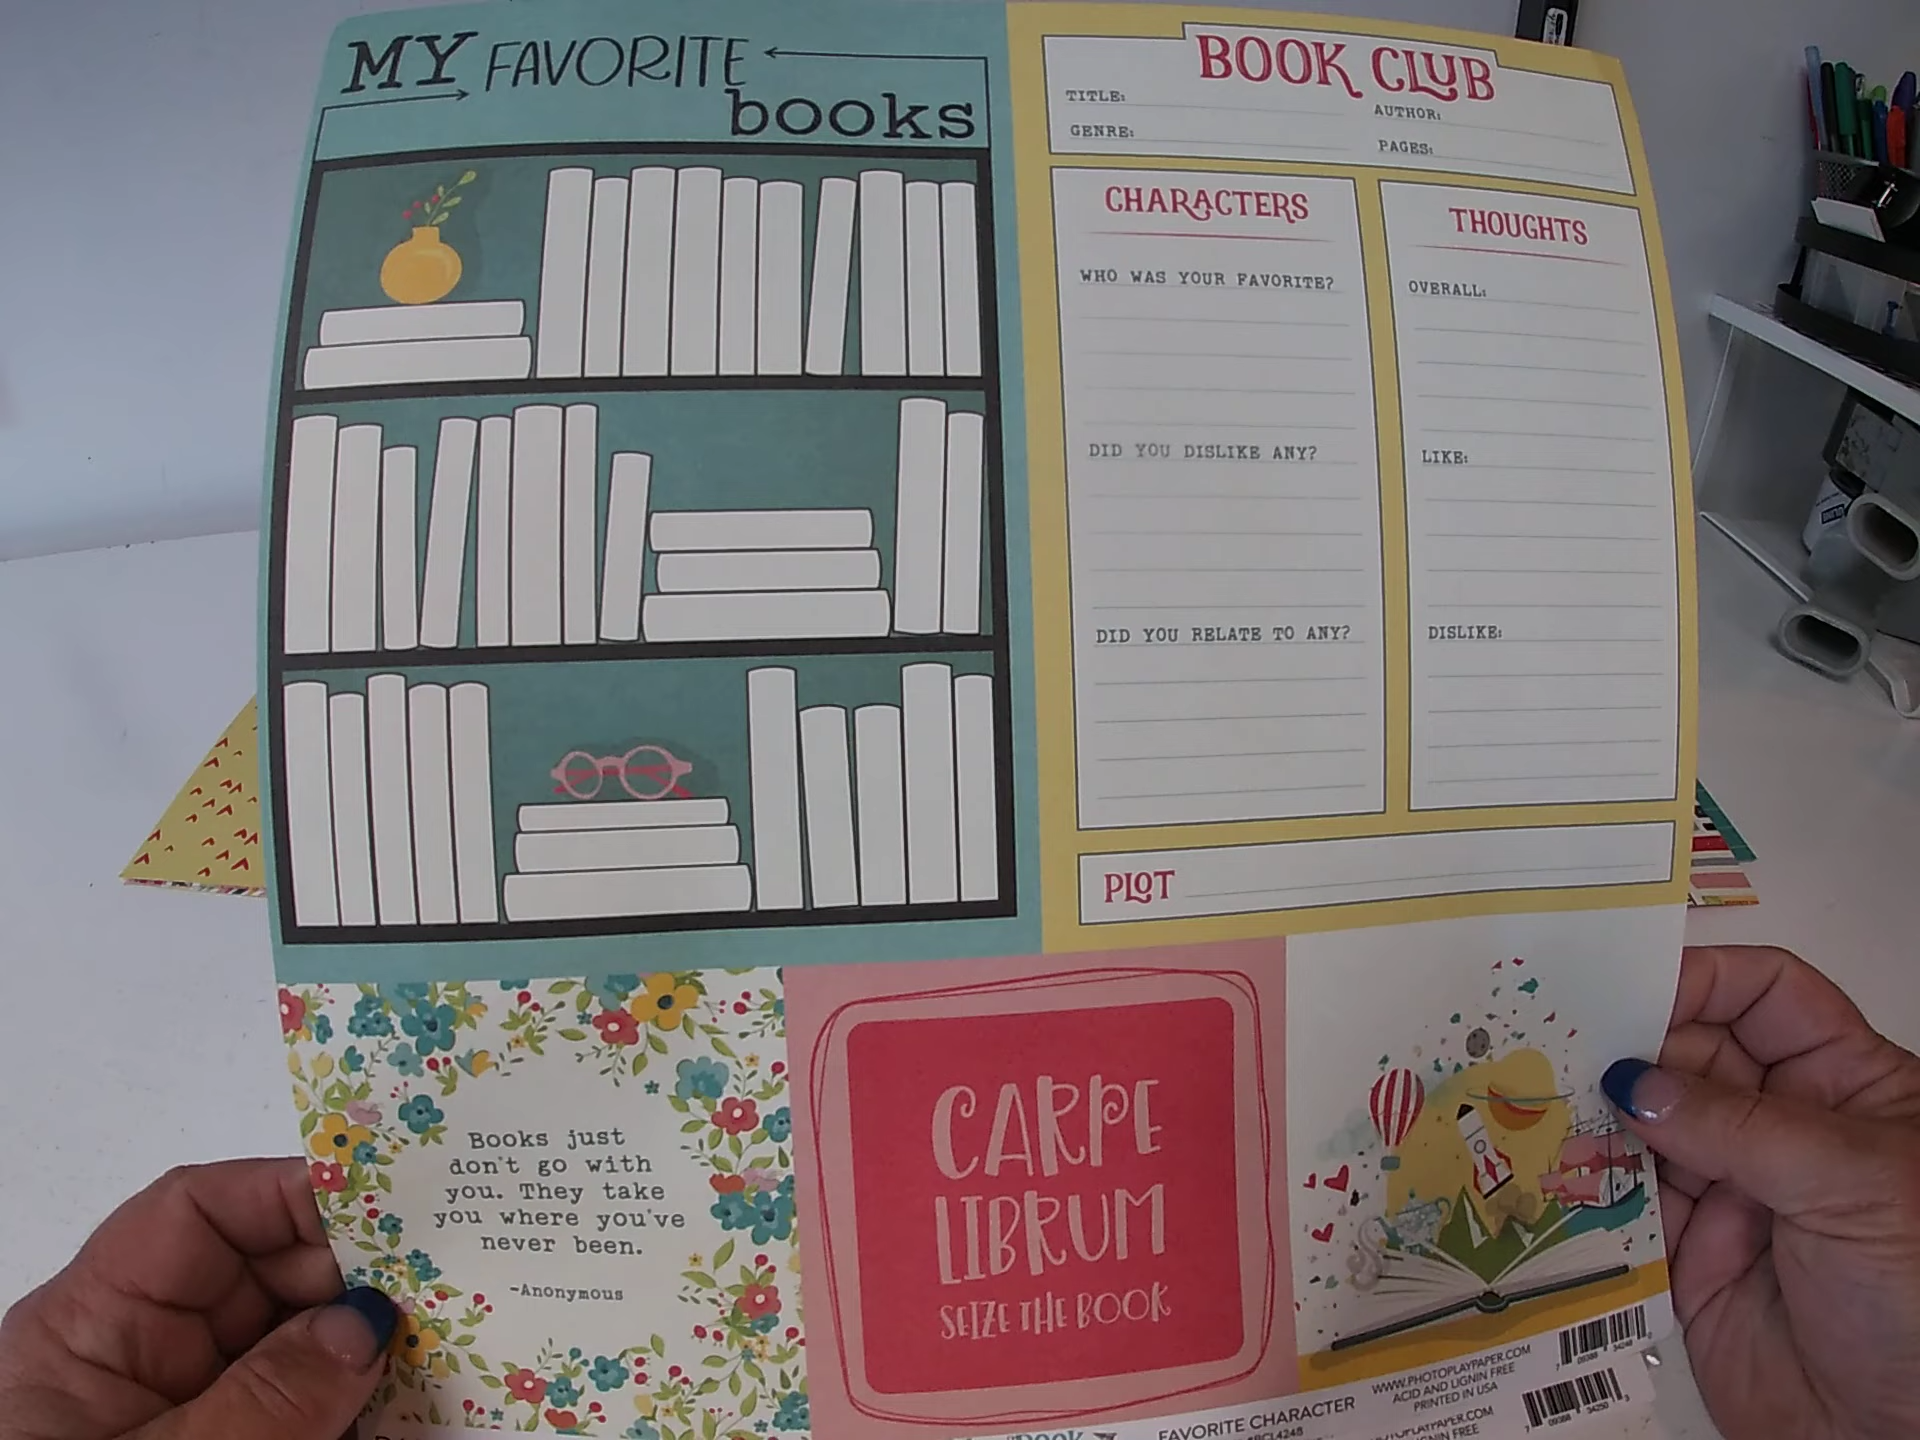 MY FAVORITE
books
BOOK CLUB
TITLE:
AUTHOR:
GENRE:
PAGES:
CHARACTERS
WHO WAS YOUR FAVORITE?
DID YOU DISLIKE ANY?
DID YOU RELATE TO ANY?
THOUGHTS
OVERALL:
LIKE:
DISLIKE:
PLOT
Books just
don't go with
you. They take
you where you've
never been.
-Anonymous
CARPE
LIBRUM
SEIZE THE BOOK
FAVORITE CHARACTER
WWW.PHOTOPLAYPAPER.COM
ACID AND LIGNIN FREE
PRINTED IN USA